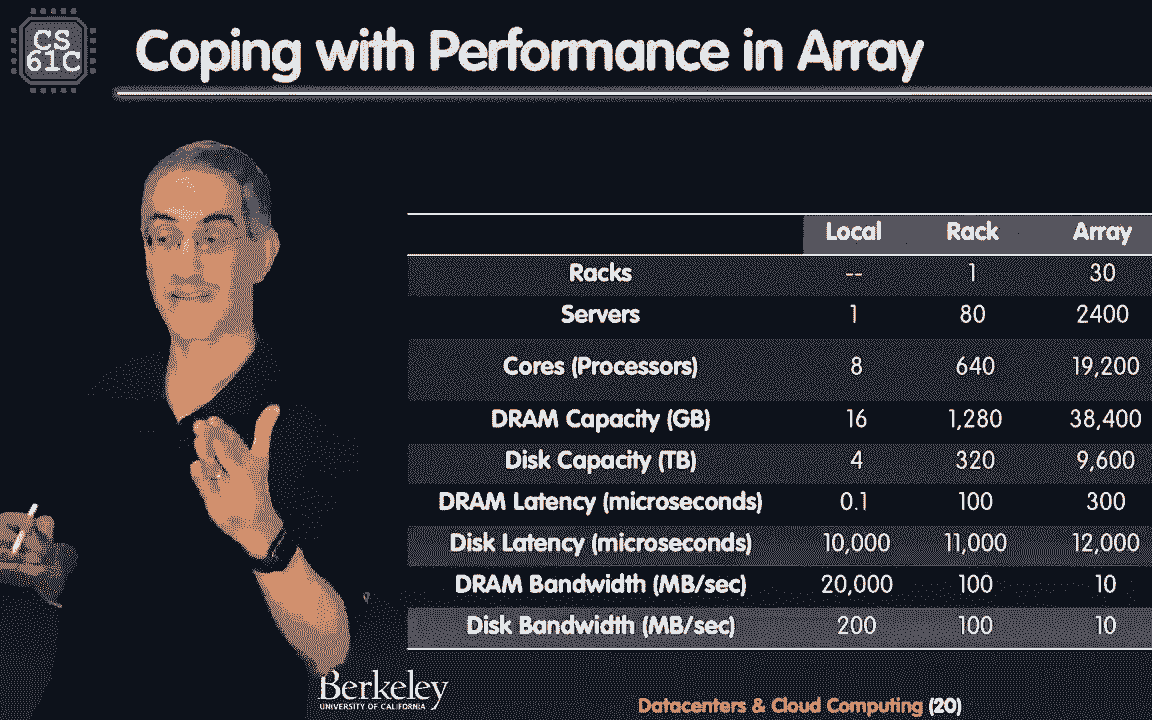 CS
61C
Coping with Performance in Array
Local Rack Array
Racks -- 1 30
Servers 1 80 2400
Cores (Processors) 8 640 19,200
DRAM Capacity (GB) 16 1,280 38,400
Disk Capacity (TB) 4 320 9,600
DRAM Latency (microseconds) 0.1 100 300
Disk Latency (microseconds) 10,000 11,000 12,000
DRAM Bandwidth (MB/sec) 20,000 100 10
Disk Bandwidth (MB/sec) 200 100 10
Berkeley
UNIVERSITY OF CALIFORNIA
Datacenters & Cloud Computing (20)